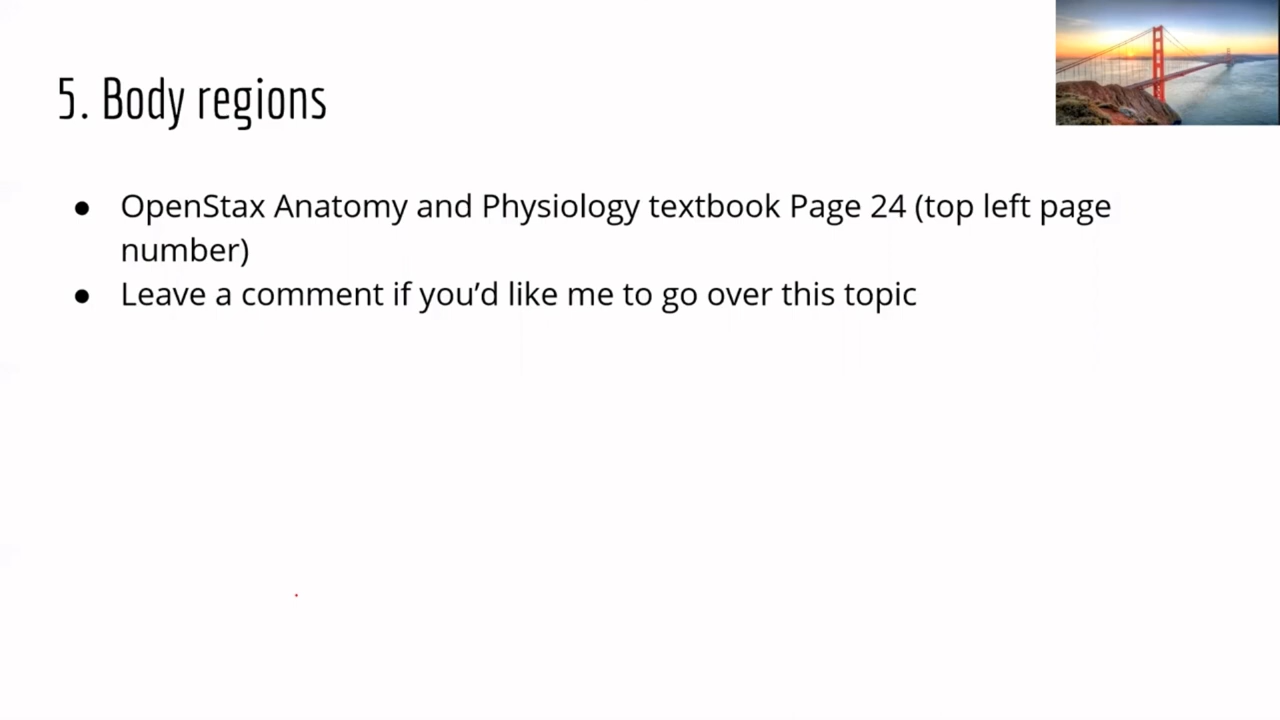 5. Body regions
● OpenStax Anatomy and Physiology textbook Page 24 (top left page
number)
● Leave a comment if you’d like me to go over this topic